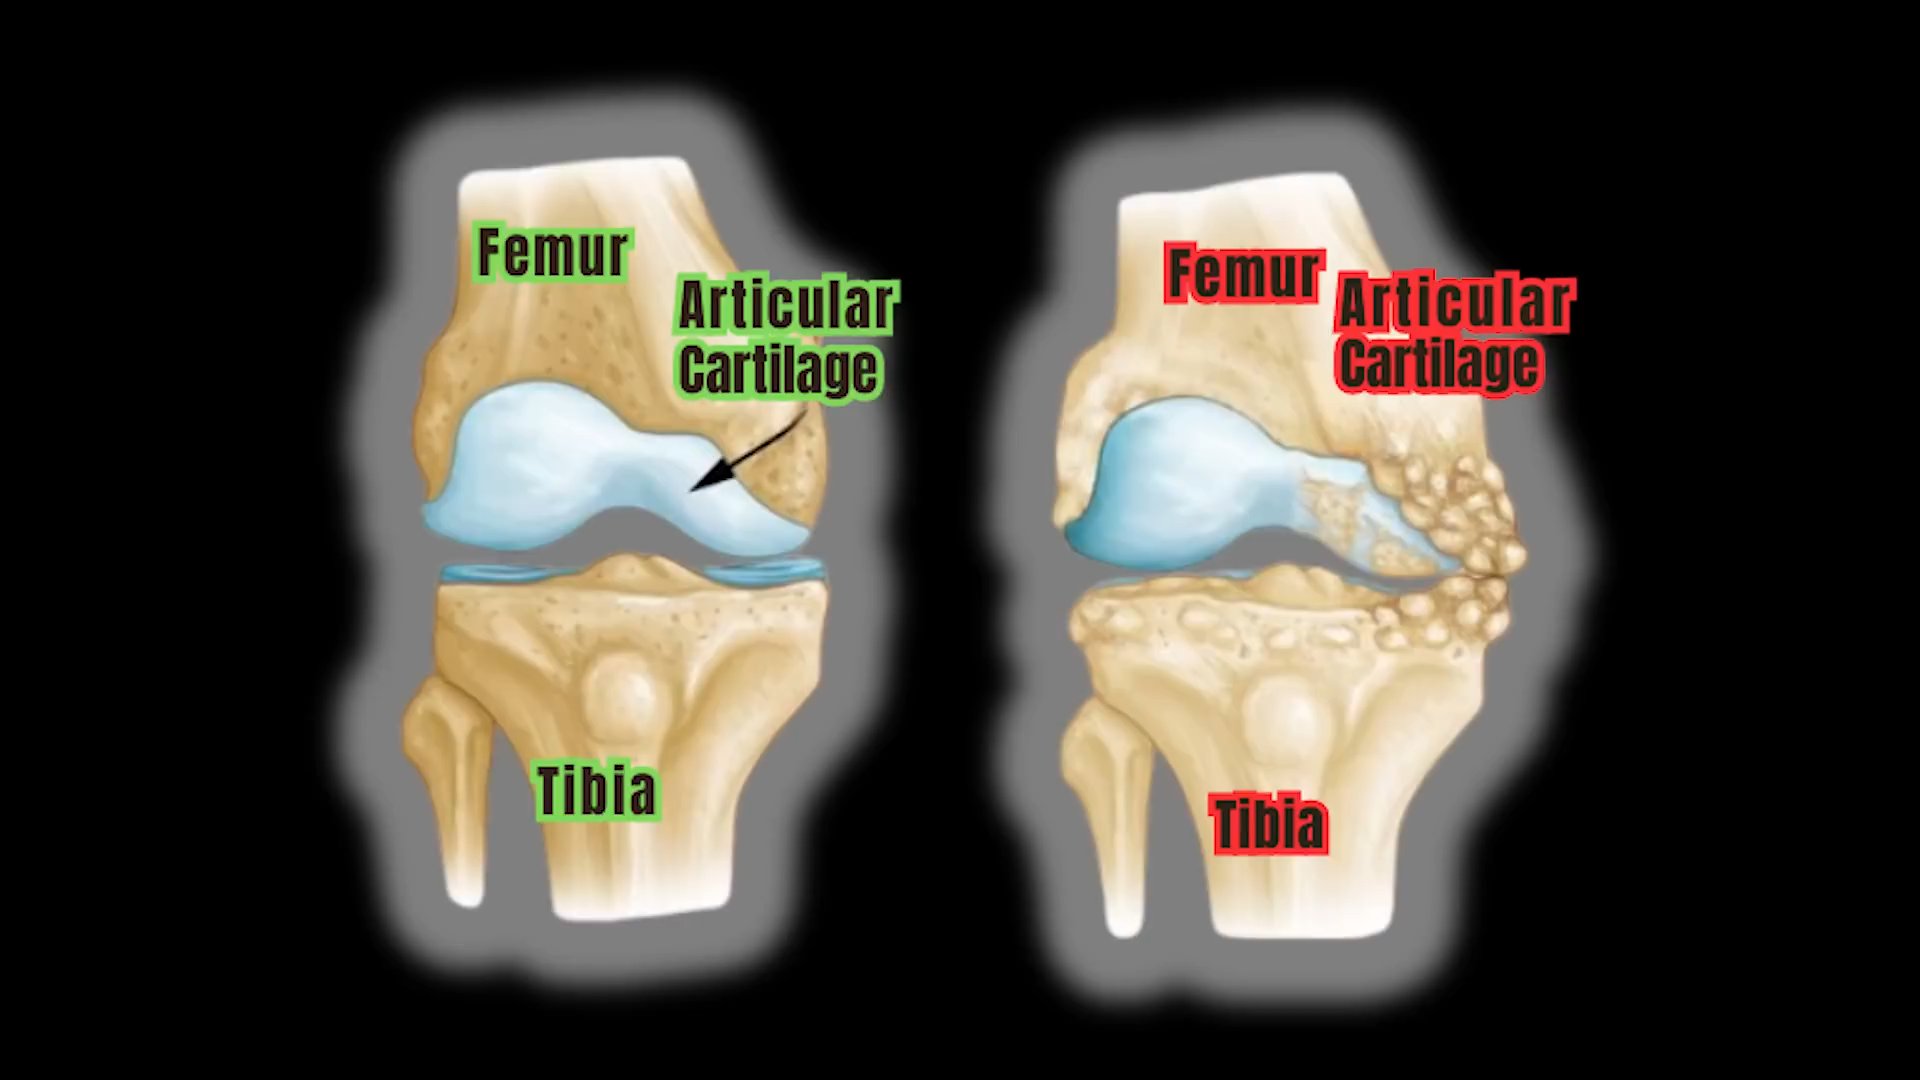 Femur
Articular
Cartilage
Tibia
Femur
Articular
Cartilage
Tibia